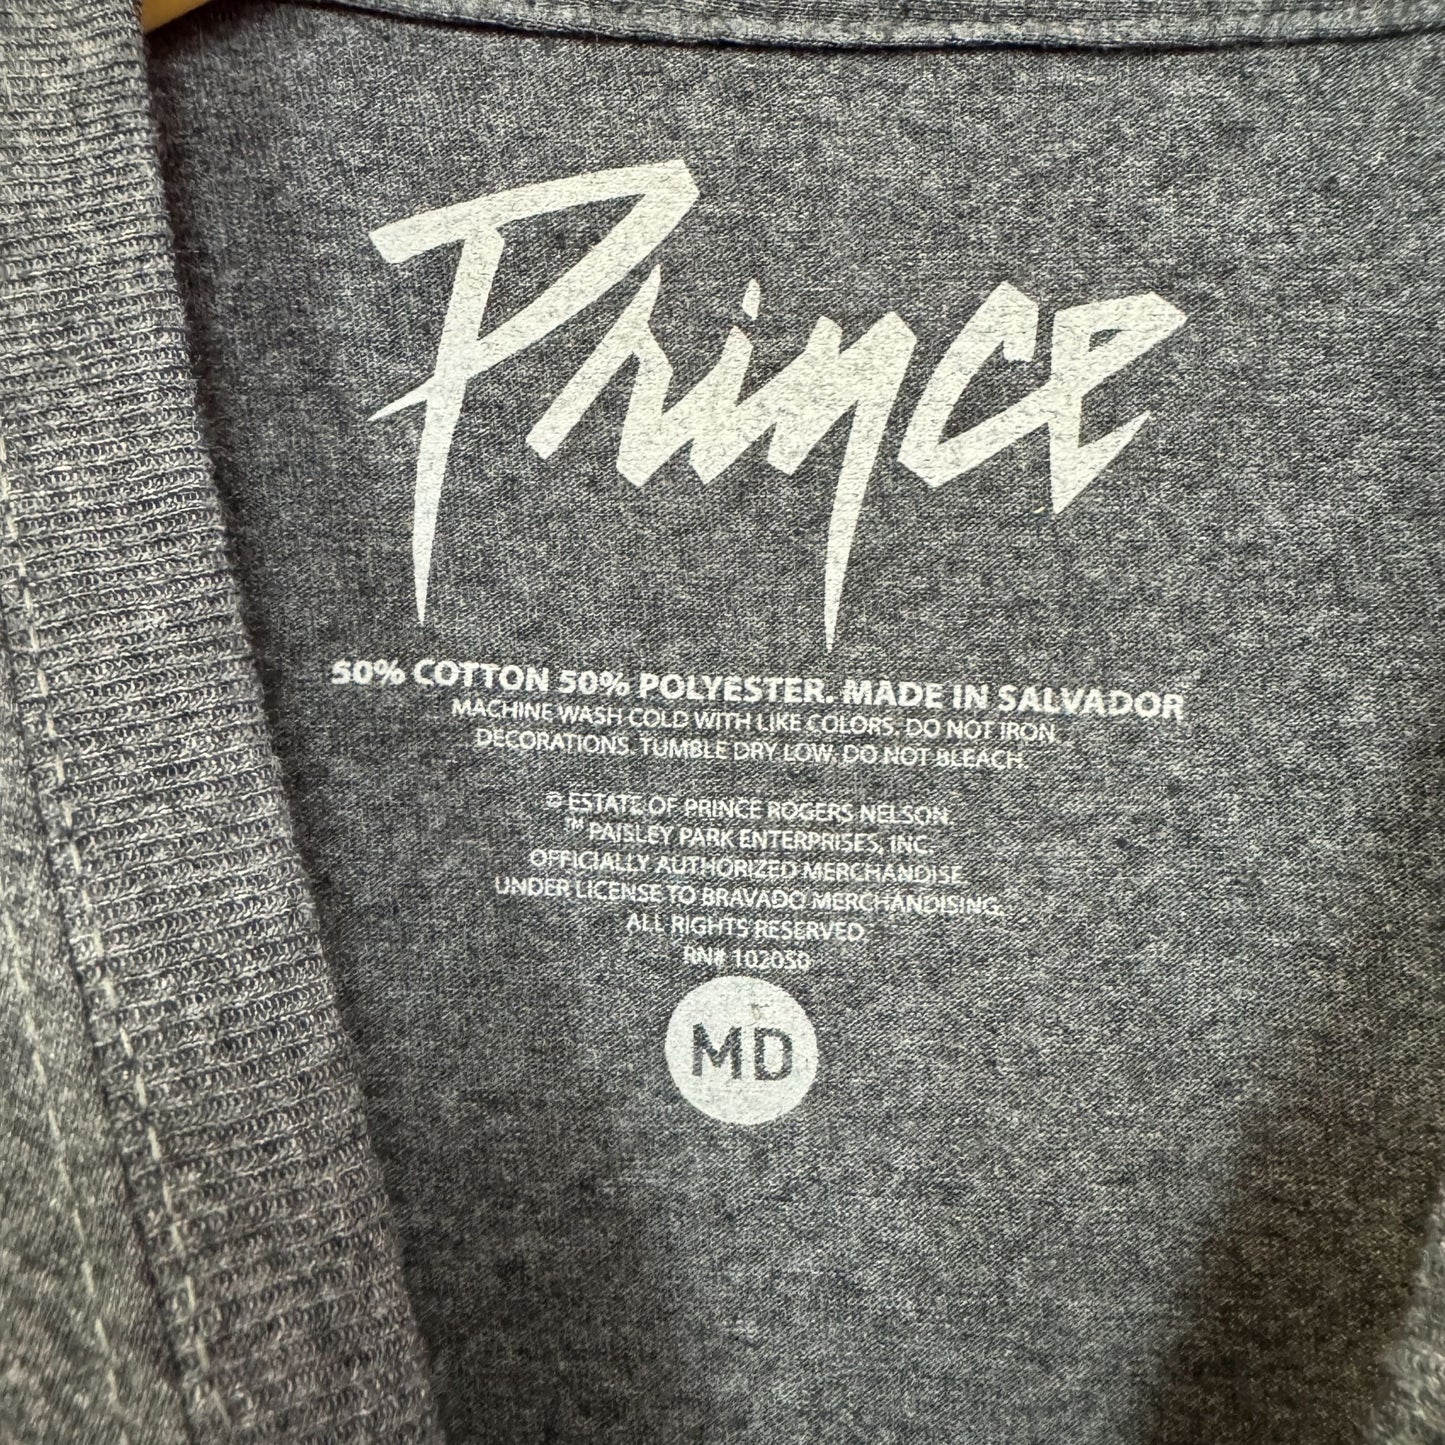 Prince
50% COTTON 50% POLYESTER. MADE IN SALVADOR
MACHINE WASH COLD WITH LIKE COLORS. DO NOT IRON
DECORATIONS. TUMBLE DRY LOW. DO NOT BLEACH.
© ESTATE OF PRINCE ROGERS NELSON.
™ PAISLEY PARK ENTERPRISES, INC.
OFFICIALLY AUTHORIZED MERCHANDISE
UNDER LICENSE TO BRAVADO MERCHANDISING.
ALL RIGHTS RESERVED.
RN# 102050
MD